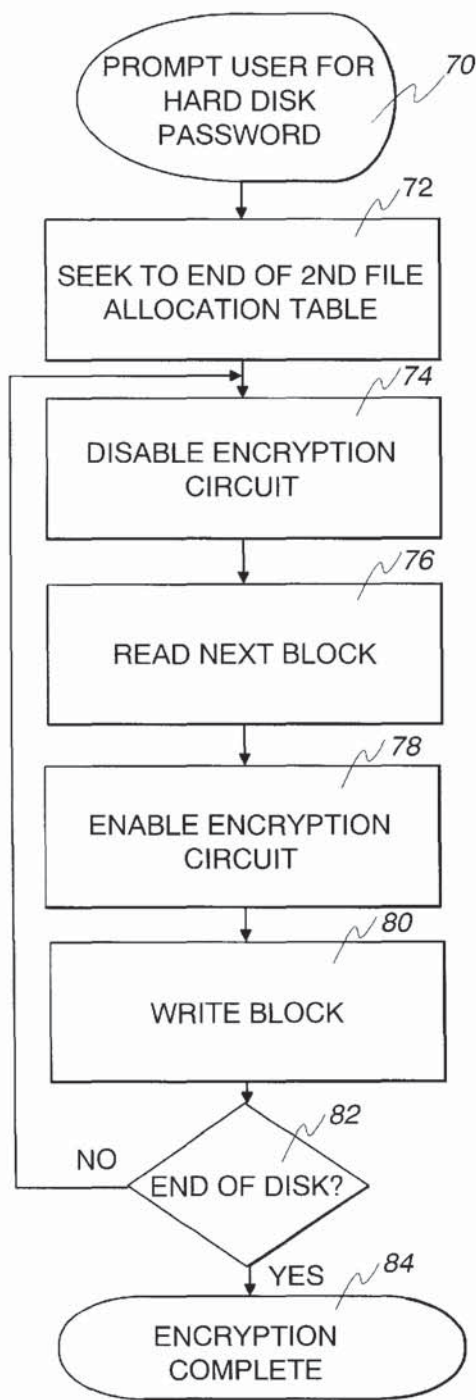 PROMPT USER FOR
HARD DISK
PASSWORD
70
72
SEEK TO END OF 2ND FILE
ALLOCATION TABLE
74
DISABLE ENCRYPTION
CIRCUIT
76
READ NEXT BLOCK
78
ENABLE ENCRYPTION
CIRCUIT
80
WRITE BLOCK
82
NO
END OF DISK?
YES
84
ENCRYPTION
COMPLETE